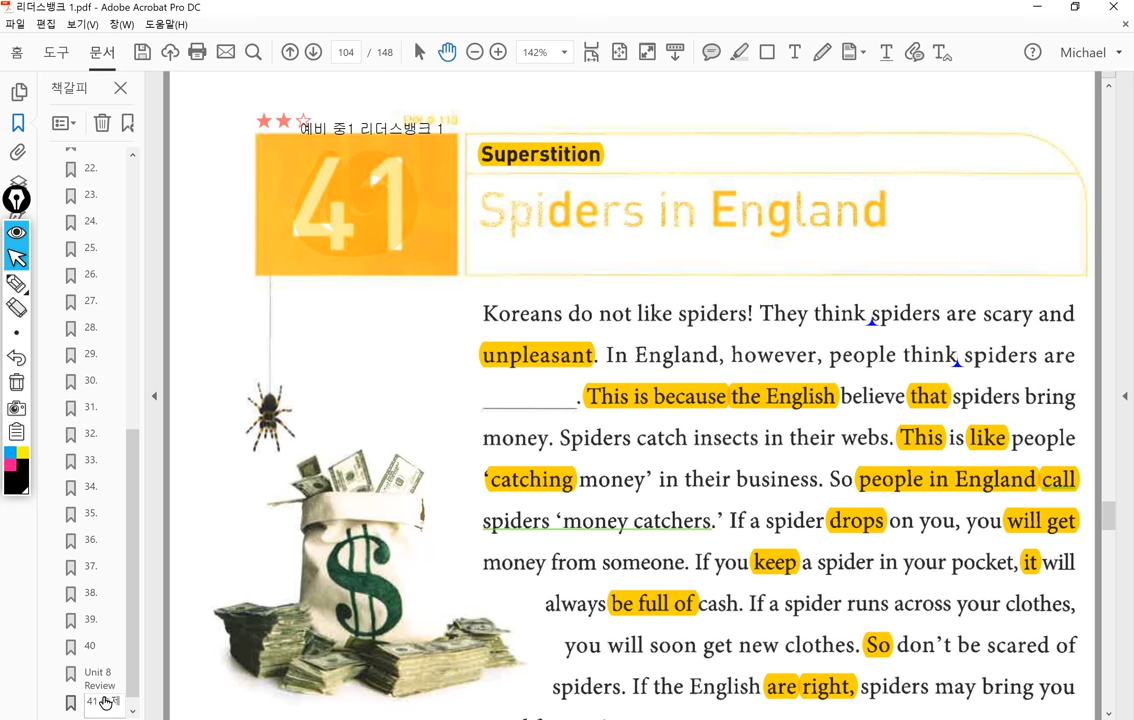 리더스뱅크 1.pdf - Adobe Acrobat Pro DC
파일 편집 보기(V) 창(W) 도움말(H)
홈 도구 문서 104 / 148 142% Michael
책갈피
22.
23.
24.
25.
26.
27.
28.
29.
30.
31.
32.
33.
34.
35.
36.
37.
38.
39.
40
Unit 8
Review
예비 중1 리더스뱅크 1
41
Superstition
Spiders in England
Koreans do not like spiders! They think spiders are scary and
unpleasant. In England, however, people think spiders are
________. This is because the English believe that spiders bring
money. Spiders catch insects in their webs. This is like people
‘catching money’ in their business. So people in England call
spiders ‘money catchers.’ If a spider drops on you, you will get
money from someone. If you keep a spider in your pocket, it will
always be full of cash. If a spider runs across your clothes,
you will soon get new clothes. So don’t be scared of
spiders. If the English are right, spiders may bring you
$